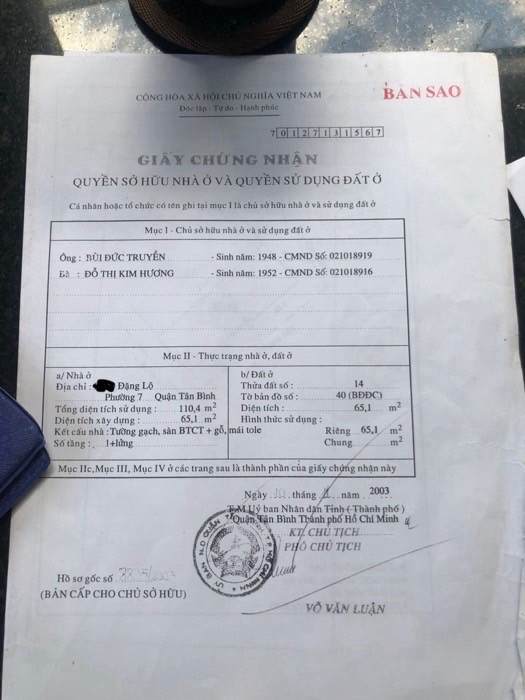 CỘNG HÒA XÃ HỘI CHỦ NGHĨA VIỆT NAM
Độc lập - Tự do - Hạnh phúc
BẢN SAO
7 0 1 2 7 1 3 1 5 6 7
GIẤY CHỨNG NHẬN
QUYỀN SỞ HỮU NHÀ Ở VÀ QUYỀN SỬ DỤNG ĐẤT Ở
Cá nhân hoặc tổ chức có tên ghi tại mục I là chủ sở hữu nhà ở và sử dụng đất ở
Mục I - Chủ sở hữu nhà ở và sử dụng đất ở
Ông : BÙI ĐỨC TRUYỀN - Sinh năm: 1948 - CMND Số: 021018919
Bà : ĐỖ THỊ KIM HƯƠNG - Sinh năm: 1952 - CMND Số: 021018916
Mục II - Thực trạng nhà ở, đất ở
a/ Nhà ở
Địa chỉ : Đặng Lộ
Phường 7 Quận Tân Bình
Tổng diện tích sử dụng : 110,4 m²
Diện tích xây dựng : 65,1 m²
Kết cấu nhà : Tường gạch, sàn BTCT + gỗ, mái tole
Số tầng : 1+lửng
b/ Đất ở
Thửa đất số : 14
Tờ bản đồ số : 40 (BĐĐC)
Diện tích : 65,1 m²
Hình thức sử dụng :
Riêng 65,1 m²
Chung m²
Mục IIc, Mục III, Mục IV ở các trang sau là thành phần của giấy chứng nhận này
Ngày tháng năm 2003
T.M Uỷ ban Nhân dân Tỉnh (Thành phố)
Quận Tân Bình Thành phố Hồ Chí Minh
KT. CHỦ TỊCH
PHÓ CHỦ TỊCH
Hồ sơ gốc số
(BẢN CẤP CHO CHỦ SỞ HỮU)
VÕ VĂN LUẬN